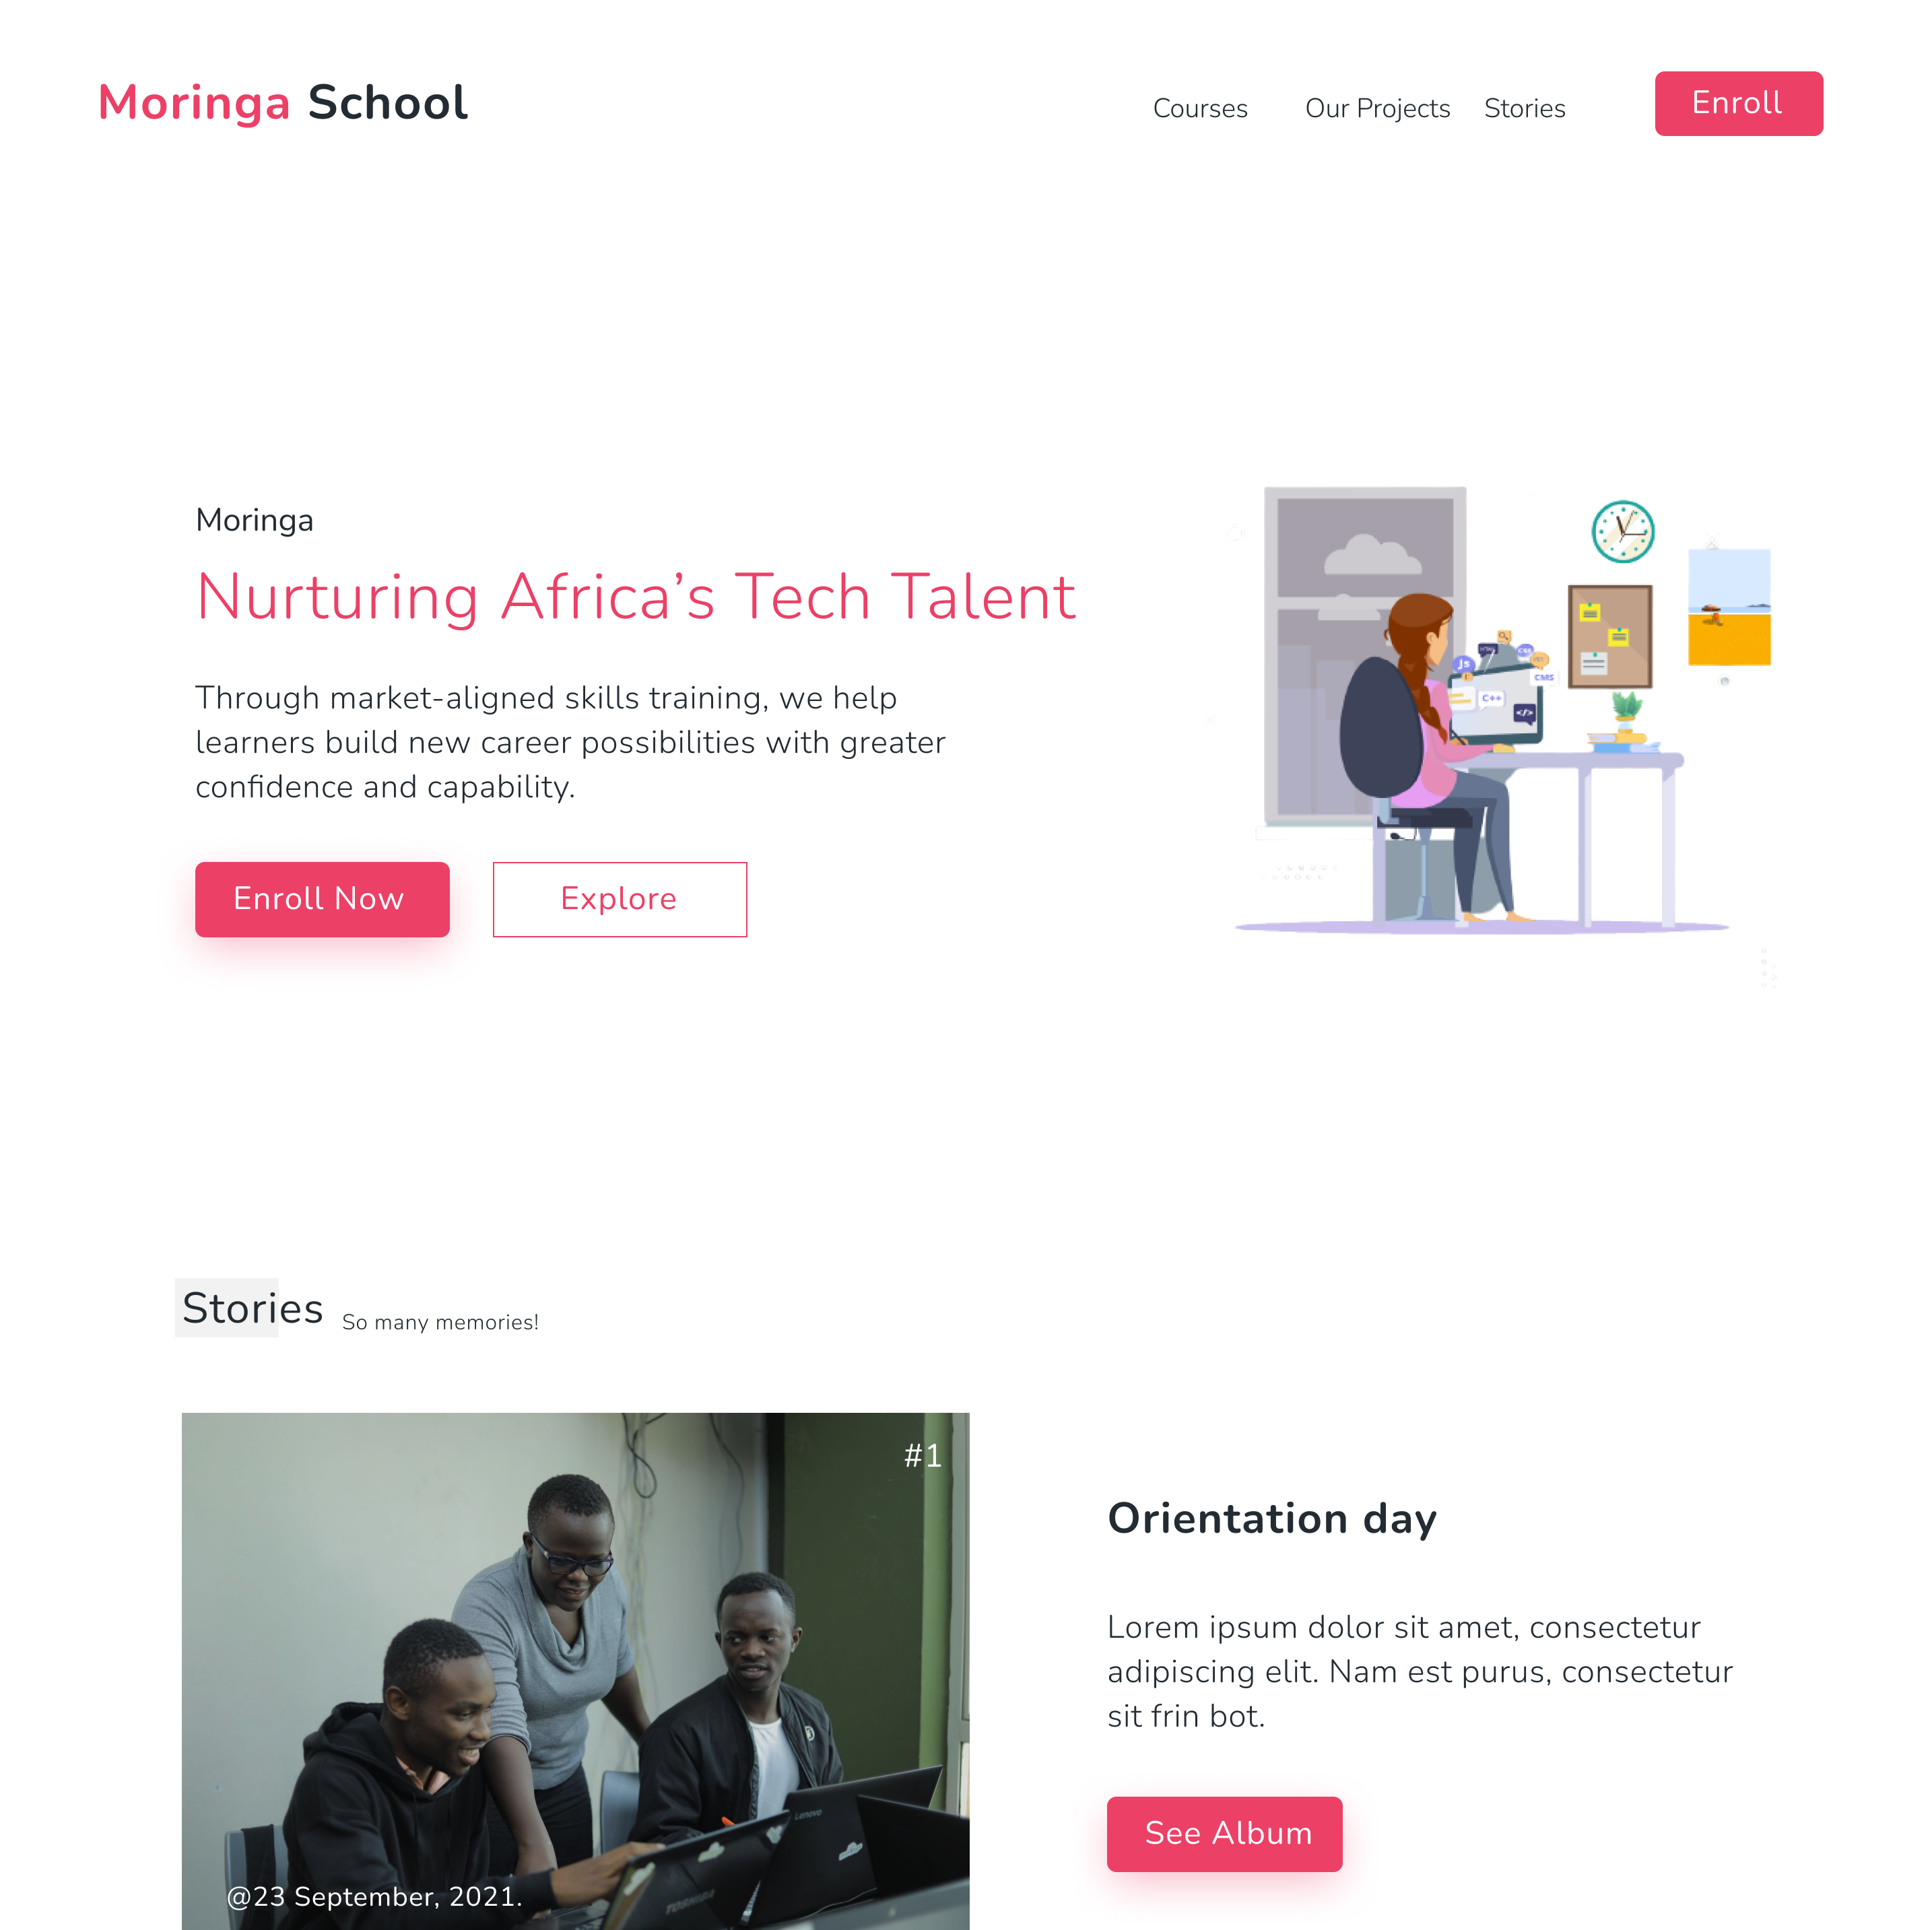 Moringa School
Courses
Our Projects
Stories
Enroll
Moringa
Nurturing Africa’s Tech Talent
Through market-aligned skills training, we help
learners build new career possibilities with greater
confidence and capability.
Enroll Now
Explore
Js
CSS
CMS
C++
</>
Stories
So many memories!
#1
Lenovo
TOSHIBA
@23 September, 2021.
Orientation day
Lorem ipsum dolor sit amet, consectetur
adipiscing elit. Nam est purus, consectetur
sit frin bot.
See Album